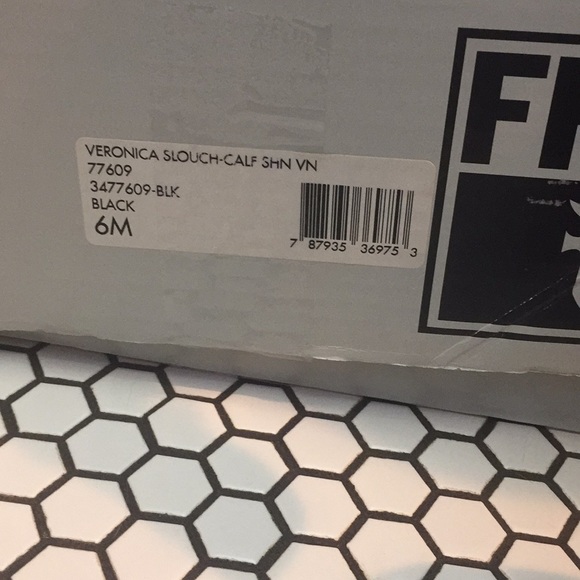 VERONICA SLOUCH-CALF SHN VN
77609
3477609-BLK
BLACK
6M
7 87935 36975 3